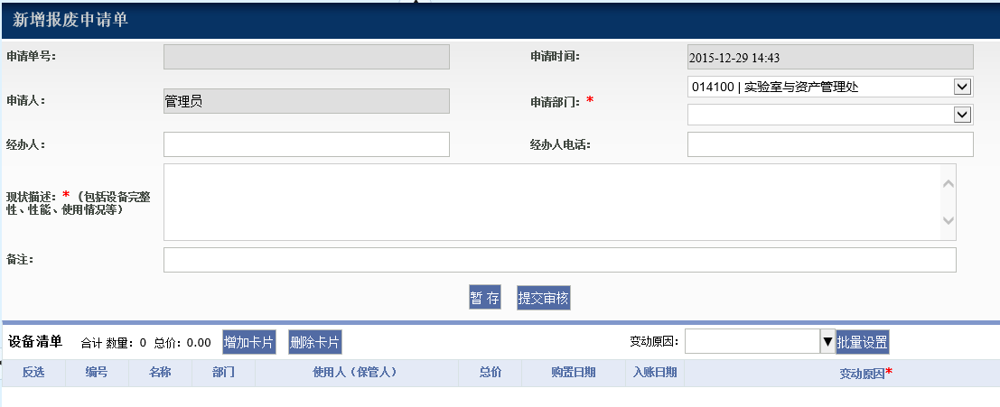 新增报废申请单
申请单号：
申请时间： 2015-12-29 14:43
申请人： 管理员
申请部门：* 014100 | 实验室与资产管理处
经办人：
经办人电话：
现状描述：*（包括设备完整
性、性能、使用情况等）
备注：
暂 存 提交审核
设备清单 合计 数量：0 总价：0.00 增加卡片 删除卡片 变动原因： 批量设置
反选 编号 名称 部门 使用人（保管人） 总价 购置日期 入账日期 变动原因*